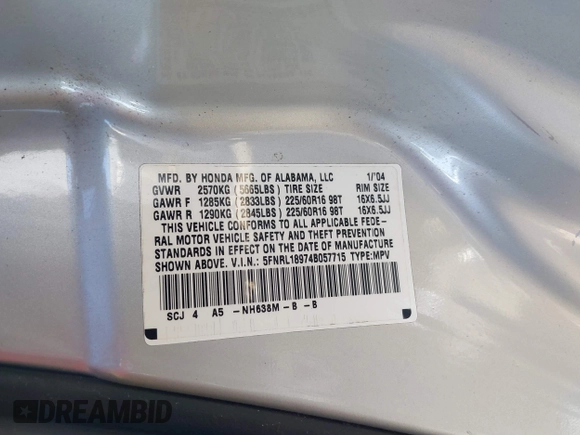 MFD. BY HONDA MFG. OF ALABAMA, LLC 1/'04
GVWR 2570KG (5665LBS) TIRE SIZE RIM SIZE
GAWR F 1285KG (2833LBS) 225/60R16 98T 16X6.5JJ
GAWR R 1290KG (2845LBS) 225/60R16 98T 16X6.5JJ
THIS VEHICLE CONFORMS TO ALL APPLICABLE FEDE-
RAL MOTOR VEHICLE SAFETY AND THEFT PREVENTION
STANDARDS IN EFFECT ON THE DATE OF MANUFACTURE
SHOWN ABOVE. V.I.N.: 5FNRL18974B057715 TYPE:MPV
SCJ 4 A5 -NH638M-B -B
DREAMBID